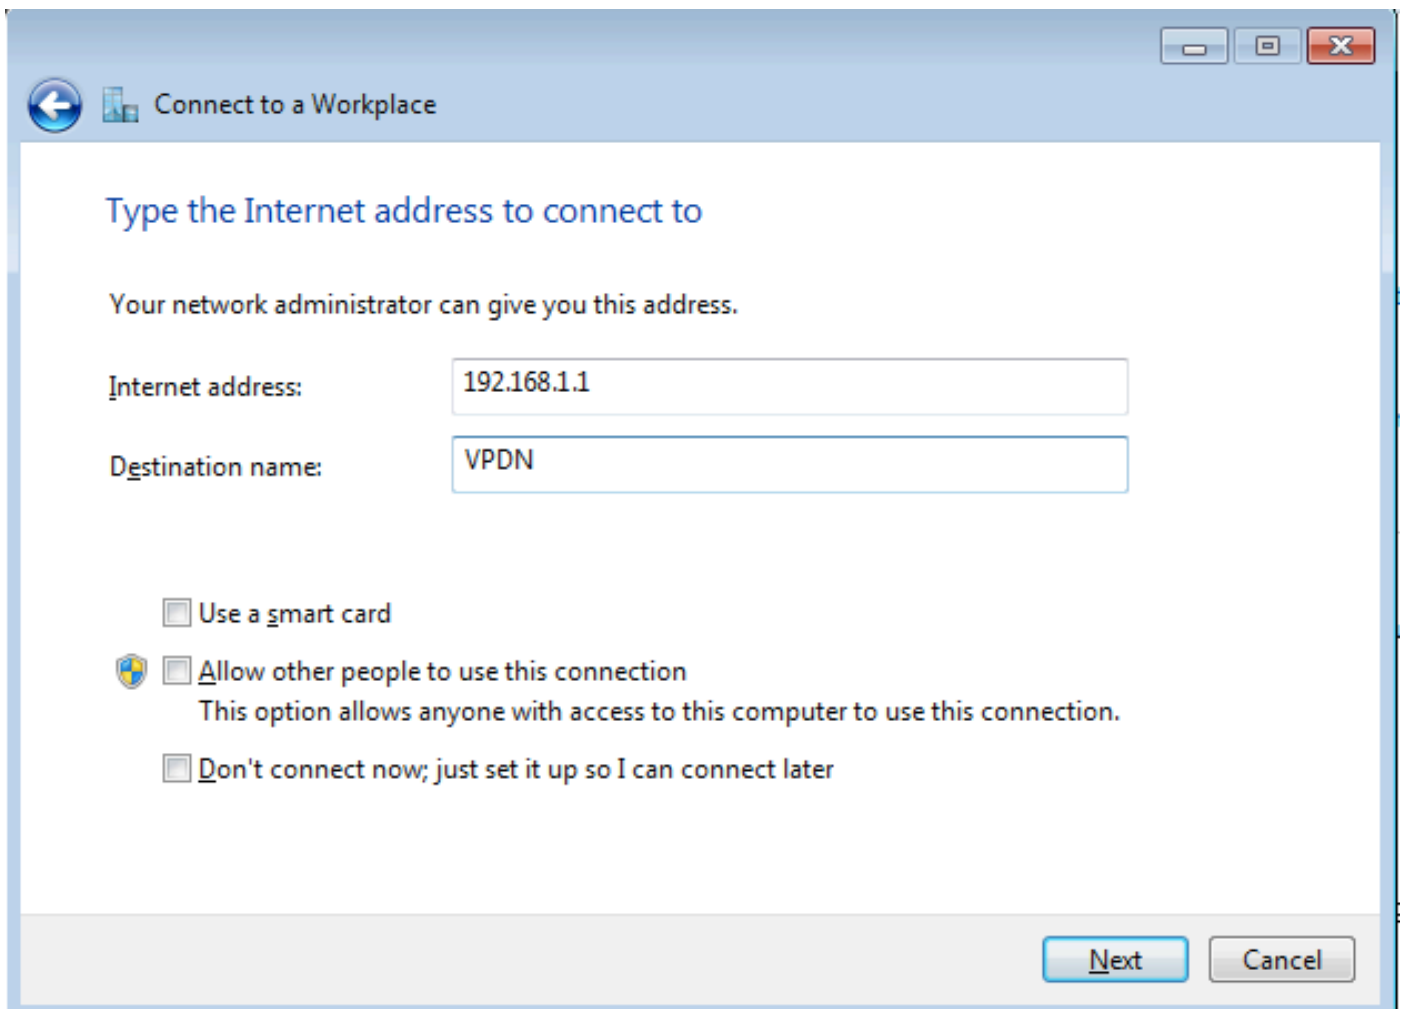 Connect to a Workplace
Type the Internet address to connect to
Your network administrator can give you this address.
Internet address: 192.168.1.1
Destination name: VPDN
Use a smart card
Allow other people to use this connection
This option allows anyone with access to this computer to use this connection.
Don't connect now; just set it up so I can connect later
Next Cancel